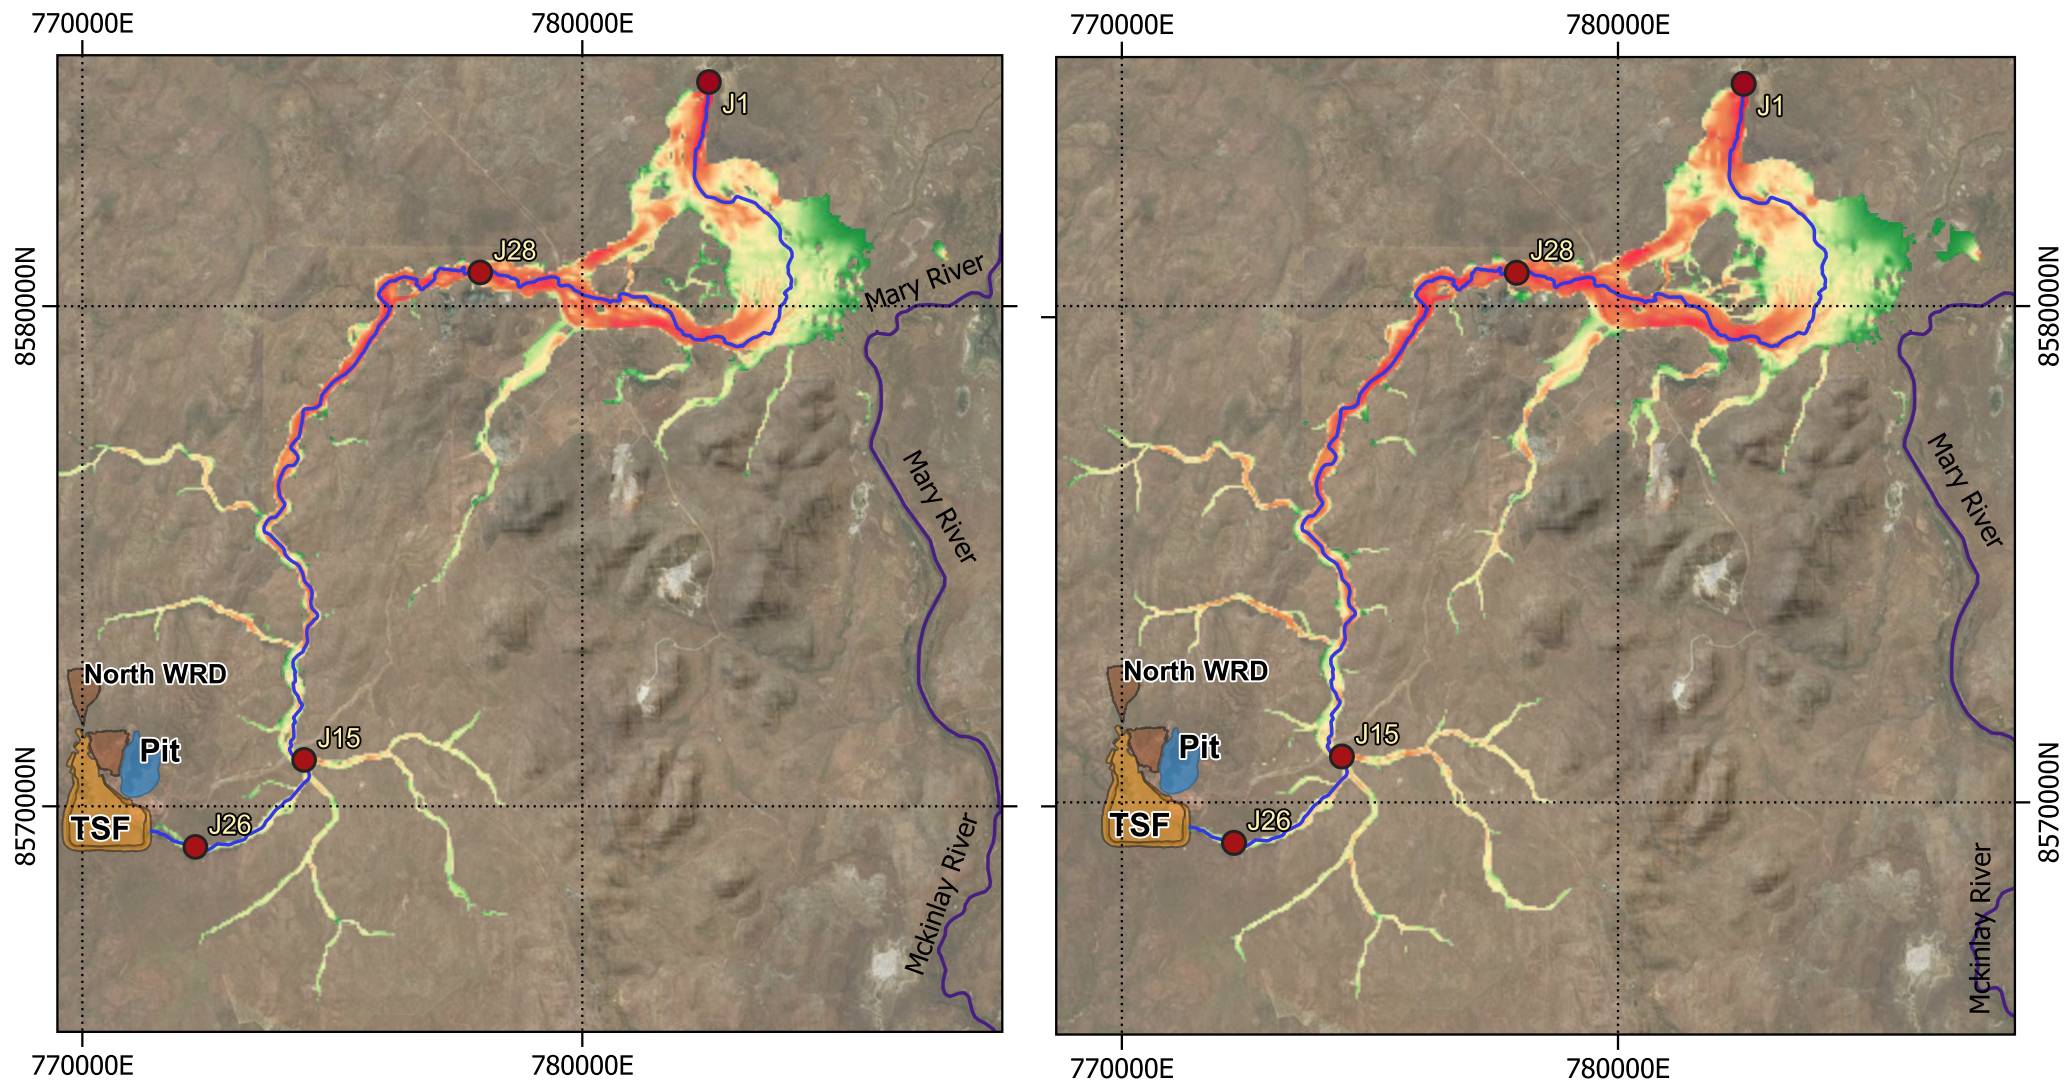 770000E
780000E
770000E
780000E
J1
J1
J28
J28
8580000N
Mary River
8580000N
Mary River
Mary River
North WRD
North WRD
J15
J15
Pit
Pit
8570000N
TSF
J26
TSF
J26
8570000N
Mckinlay River
Mckinlay River
770000E
780000E
770000E
780000E